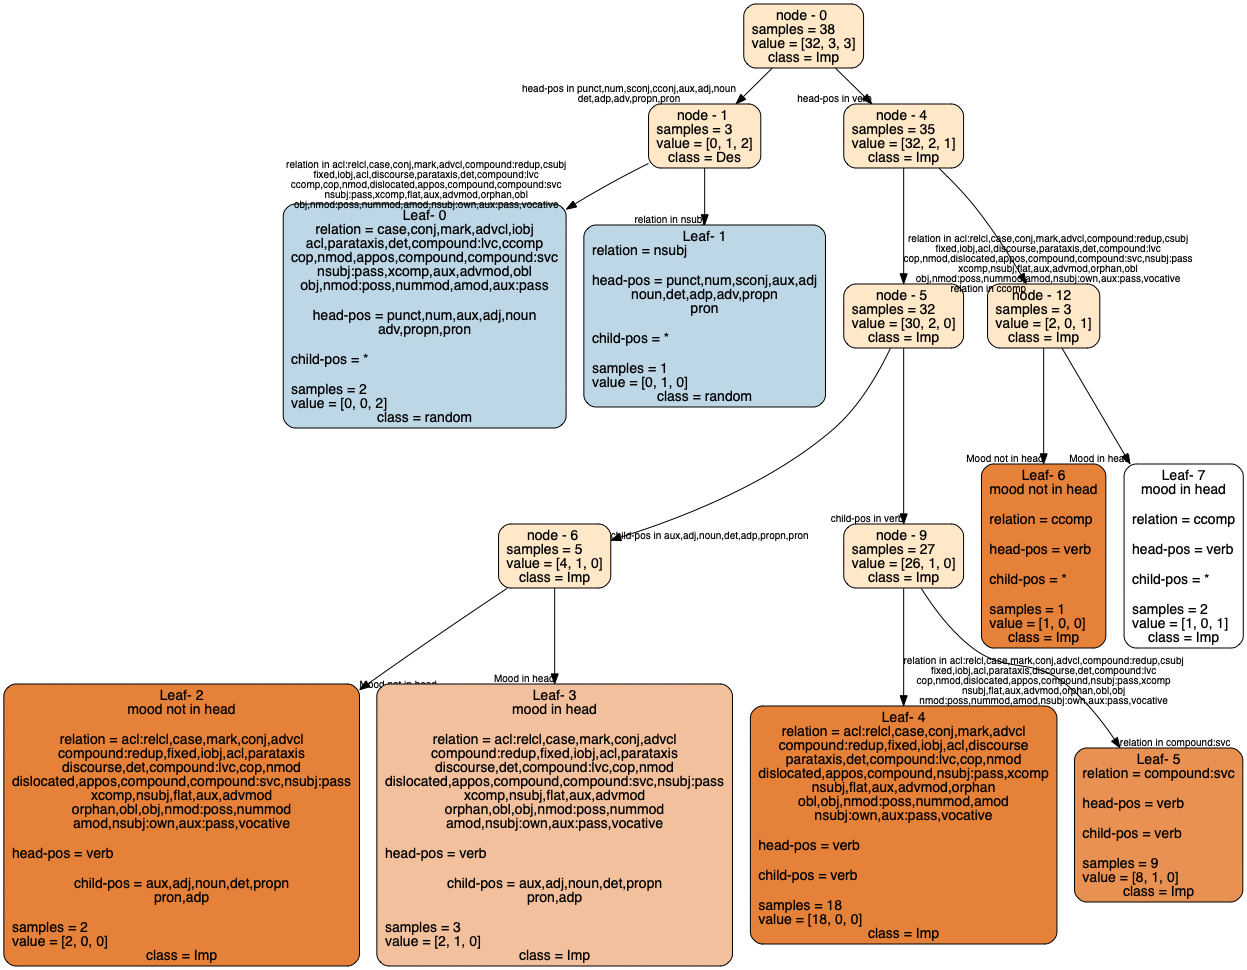 node - 0
samples = 38
value = [32, 3, 3]
class = Imp
head-pos in punct,num,sconj,cconj,aux,adj,noun
det,adp,adv,propn,pron
head-pos in verb
node - 1
samples = 3
value = [0, 1, 2]
class = Des
node - 4
samples = 35
value = [32, 2, 1]
class = Imp
relation in acl:relcl,case,conj,mark,advcl,compound:redup,csubj
fixed,iobj,acl,discourse,parataxis,det,compound:lvc
ccomp,cop,nmod,dislocated,appos,compound,compound:svc
nsubj:pass,xcomp,flat,aux,advmod,orphan,obl
obj,nmod:poss,nummod,amod,nsubj:own,aux:pass,vocative
relation in nsubj
Leaf- 0
relation = case,conj,mark,advcl,iobj
acl,parataxis,det,compound:lvc,ccomp
cop,nmod,appos,compound,compound:svc
nsubj:pass,xcomp,aux,advmod,obl
obj,nmod:poss,nummod,amod,aux:pass
head-pos = punct,num,aux,adj,noun
adv,propn,pron
child-pos = *
samples = 2
value = [0, 0, 2]
class = random
Leaf- 1
relation = nsubj
head-pos = punct,num,sconj,aux,adj
noun,det,adp,adv,propn
pron
child-pos = *
samples = 1
value = [0, 1, 0]
class = random
relation in acl:relcl,case,conj,mark,advcl,compound:redup,csubj
fixed,iobj,acl,discourse,parataxis,det,compound:lvc
cop,nmod,dislocated,appos,compound,compound:svc,nsubj:pass
xcomp,nsubj,flat,aux,advmod,orphan,obl
obj,nmod:poss,nummod,amod,nsubj:own,aux:pass,vocative
relation in ccomp
node - 5
samples = 32
value = [30, 2, 0]
class = Imp
node - 12
samples = 3
value = [2, 0, 1]
class = Imp
Mood not in head
Mood in head
Leaf- 6
mood not in head
relation = ccomp
head-pos = verb
child-pos = *
samples = 1
value = [1, 0, 0]
class = Imp
Leaf- 7
mood in head
relation = ccomp
head-pos = verb
child-pos = *
samples = 2
value = [1, 0, 1]
class = Imp
child-pos in aux,adj,noun,det,adp,propn,pron
child-pos in verb
node - 6
samples = 5
value = [4, 1, 0]
class = Imp
node - 9
samples = 27
value = [26, 1, 0]
class = Imp
Mood not in head
Mood in head
relation in acl:relcl,case,mark,conj,advcl,compound:redup,csubj
fixed,iobj,acl,parataxis,discourse,det,compound:lvc
cop,nmod,dislocated,appos,compound,nsubj:pass,xcomp
nsubj,flat,aux,advmod,orphan,obl,obj
nmod:poss,nummod,amod,nsubj:own,aux:pass,vocative
relation in compound:svc
Leaf- 2
mood not in head
relation = acl:relcl,case,mark,conj,advcl
compound:redup,fixed,iobj,acl,parataxis
discourse,det,compound:lvc,cop,nmod
dislocated,appos,compound,compound:svc,nsubj:pass
xcomp,nsubj,flat,aux,advmod
orphan,obl,obj,nmod:poss,nummod
amod,nsubj:own,aux:pass,vocative
head-pos = verb
child-pos = aux,adj,noun,det,propn
pron,adp
samples = 2
value = [2, 0, 0]
class = Imp
Leaf- 3
mood in head
relation = acl:relcl,case,mark,conj,advcl
compound:redup,fixed,iobj,acl,parataxis
discourse,det,compound:lvc,cop,nmod
dislocated,appos,compound,compound:svc,nsubj:pass
xcomp,nsubj,flat,aux,advmod
orphan,obl,obj,nmod:poss,nummod
amod,nsubj:own,aux:pass,vocative
head-pos = verb
child-pos = aux,adj,noun,det,propn
pron,adp
samples = 3
value = [2, 1, 0]
class = Imp
Leaf- 4
relation = acl:relcl,case,conj,mark,advcl
compound:redup,fixed,iobj,acl,discourse
parataxis,det,compound:lvc,cop,nmod
dislocated,appos,compound,nsubj:pass,xcomp
nsubj,flat,aux,advmod,orphan
obl,obj,nmod:poss,nummod,amod
nsubj:own,aux:pass,vocative
head-pos = verb
child-pos = verb
samples = 18
value = [18, 0, 0]
class = Imp
Leaf- 5
relation = compound:svc
head-pos = verb
child-pos = verb
samples = 9
value = [8, 1, 0]
class = Imp